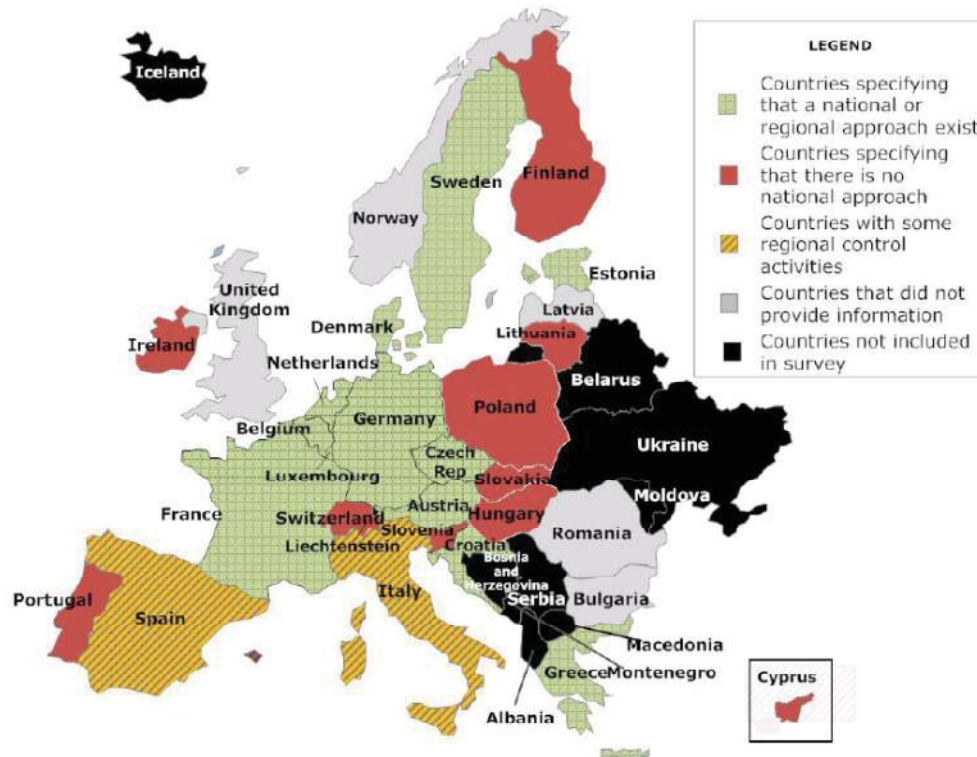 LEGEND
Countries specifying
that a national or
regional approach exist
Countries specifying
that there is no
national approach
Countries with some
regional control
activities
Countries that did not
provide information
Countries not included
in survey
Iceland
Sweden
Finland
Norway
Estonia
United
Kingdom
Latvia
Denmark
Lithuania
Ireland
Netherlands
Belarus
Poland
Germany
Belgium
Ukraine
Czech
Rep
Luxembourg
Slovakia
Moldova
Austria
France
Switzerland
Hungary
Slovenia
Romania
Liechtenstein
Croatia
Bosnia
and
Herzegovina
Italy
Portugal
Serbia
Bulgaria
Spain
Macedonia
Greece
Montenegro
Cyprus
Albania